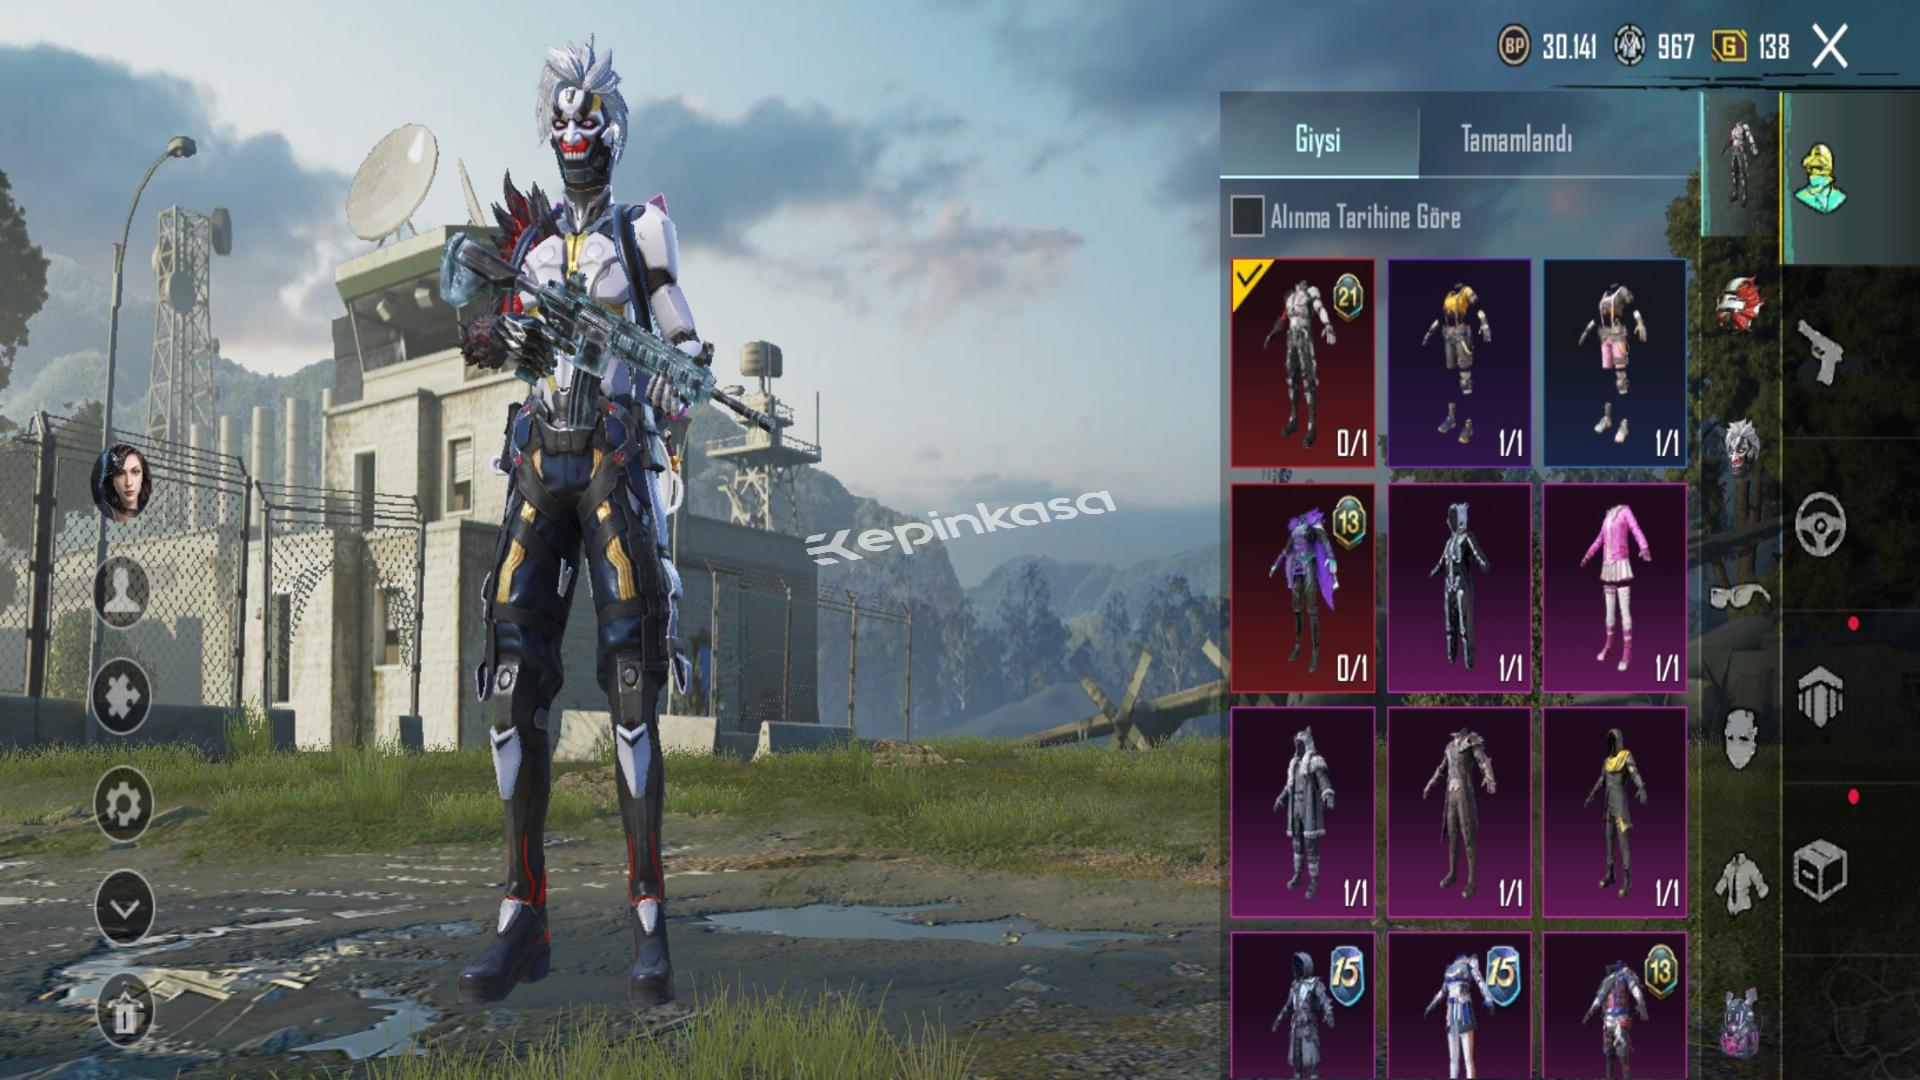 BP 30.141 967 G 138
Giysi Tamamlandı
Alınma Tarihine Göre
21
0/1 1/1 1/1
13
0/1 1/1 1/1
1/1 1/1 1/1
15 15 13
epinkasa